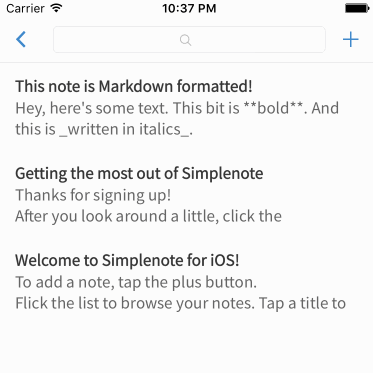 Carrier 10:37 PM
This note is Markdown formatted!
Hey, here's some text. This bit is **bold**. And
this is _written in italics_.
Getting the most out of Simplenote
Thanks for signing up!
After you look around a little, click the
Welcome to Simplenote for iOS!
To add a note, tap the plus button.
Flick the list to browse your notes. Tap a title to